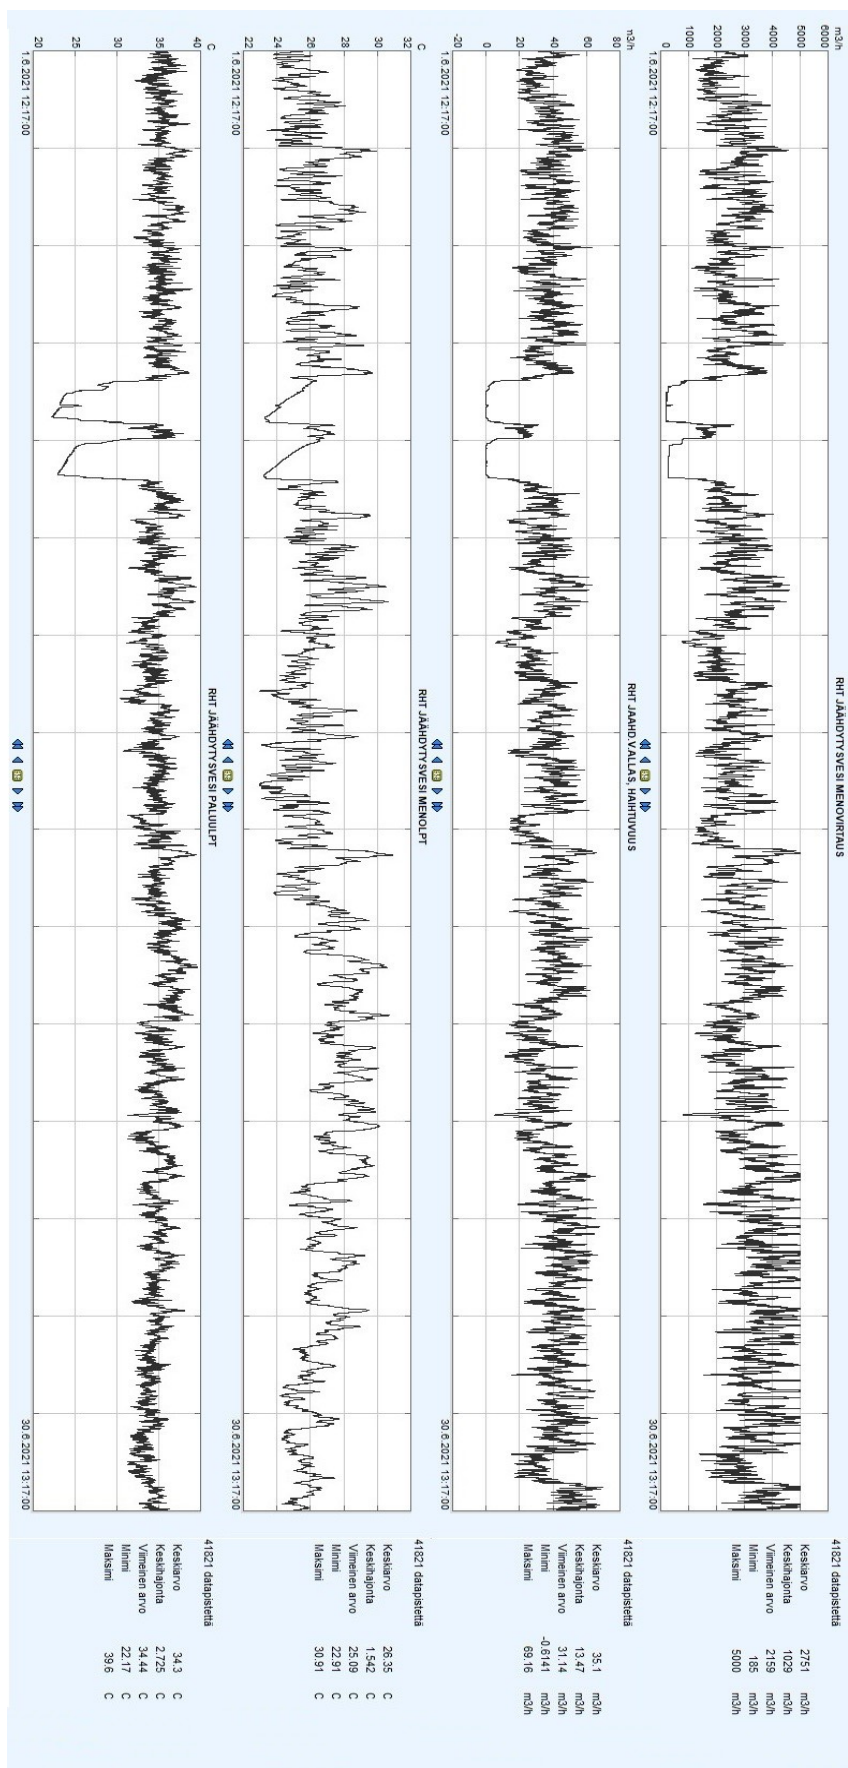 RHT JÄÄHDYTYSVESI MENOVIRTAUS
m3/h
6000
5000
4000
3000
2000
1000
0
1.6.2021 12:17:00
30.6.2021 13:17:00
41821 datapistettä
Keskiarvo 2751 m3/h
Keskihajonta 1029 m3/h
Viimeinen arvo 2159 m3/h
Minimi 185 m3/h
Maksimi 5000 m3/h
RHT JAAHD.V.ALLAS, HAIHTUVUUS
m3/h
80
60
40
20
0
-20
1.6.2021 12:17:00
30.6.2021 13:17:00
41821 datapistettä
Keskiarvo 35.1 m3/h
Keskihajonta 13.47 m3/h
Viimeinen arvo 31.14 m3/h
Minimi -0.6141 m3/h
Maksimi 69.16 m3/h
RHT JÄÄHDYTYSVESI MENOLPT
C
32
30
28
26
24
22
1.6.2021 12:17:00
30.6.2021 13:17:00
41821 datapistettä
Keskiarvo 26.35 C
Keskihajonta 1.542 C
Viimeinen arvo 25.09 C
Minimi 22.91 C
Maksimi 30.91 C
RHT JÄÄHDYTYSVESI PALUULPT
C
40
35
30
25
20
1.6.2021 12:17:00
30.6.2021 13:17:00
41821 datapistettä
Keskiarvo 34.3 C
Keskihajonta 2.725 C
Viimeinen arvo 34.44 C
Minimi 22.17 C
Maksimi 39.6 C